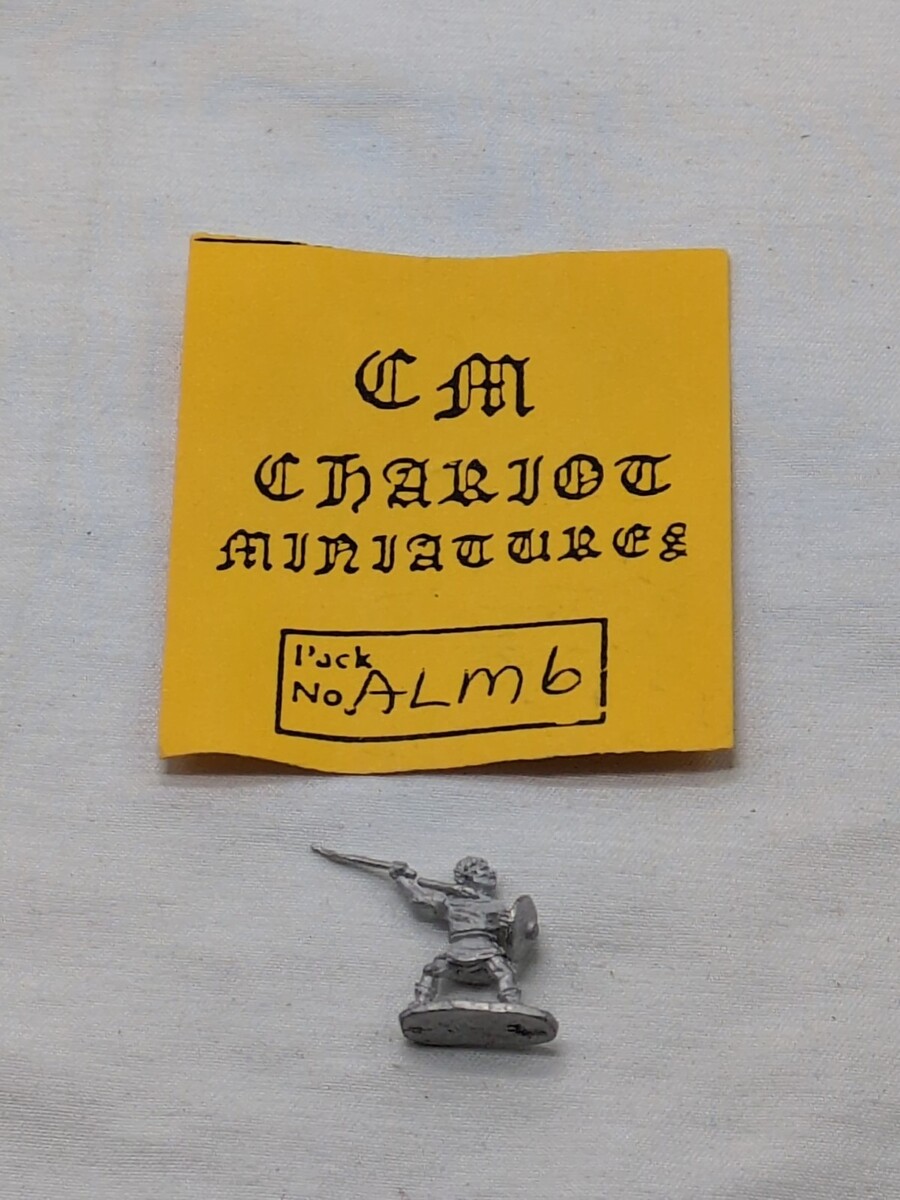 CM
CHARIOT
MINIATURES
Pack
No. ALM6